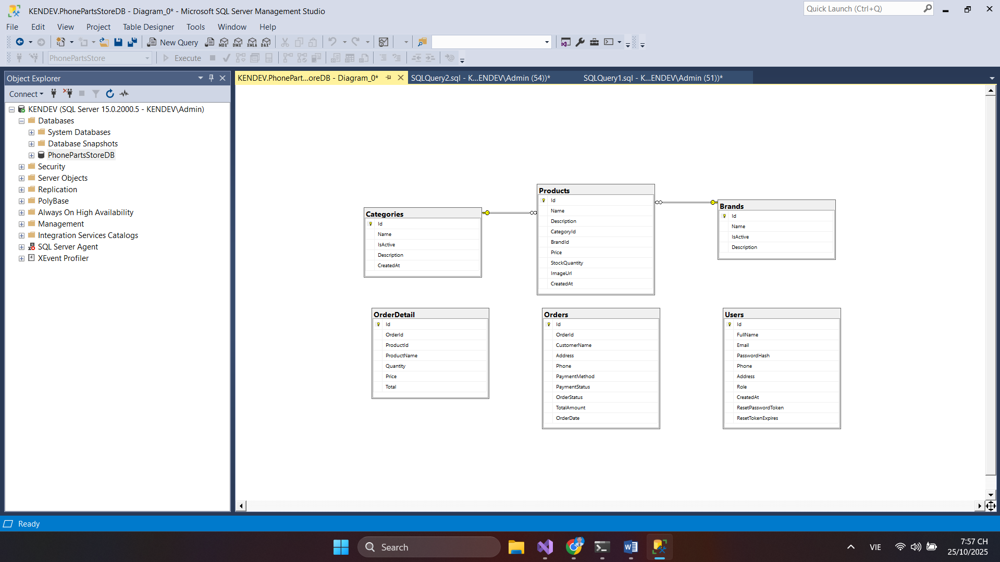 KENDEV.PhonePartsStoreDB - Diagram_0* - Microsoft SQL Server Management Studio
Quick Launch (Ctrl+Q)
File Edit View Project Table Designer Tools Window Help
New Query MDX DMX XMLA DAX
PhonePartsStore Execute
Object Explorer
KENDEV.PhonePart...oreDB - Diagram_0* SQLQuery2.sql - K...ENDEV\Admin (54))* SQLQuery1.sql - K...ENDEV\Admin (51))*
Connect
KENDEV (SQL Server 15.0.2000.5 - KENDEV\Admin)
Databases
System Databases
Database Snapshots
PhonePartsStoreDB
Security
Server Objects
Replication
PolyBase
Always On High Availability
Management
Integration Services Catalogs
SQL Server Agent
XEvent Profiler
Categories
Id
Name
IsActive
Description
CreatedAt
Products
Id
Name
Description
CategoryId
BrandId
Price
StockQuantity
ImageUrl
CreatedAt
Brands
Id
Name
IsActive
Description
OrderDetail
Id
OrderId
ProductId
ProductName
Quantity
Price
Total
Orders
Id
OrderId
CustomerName
Address
Phone
PaymentMethod
PaymentStatus
OrderStatus
TotalAmount
OrderDate
Users
Id
FullName
Email
PasswordHash
Phone
Address
Role
CreatedAt
ResetPasswordToken
ResetTokenExpires
Ready
Search
VIE
7:57 CH
25/10/2025